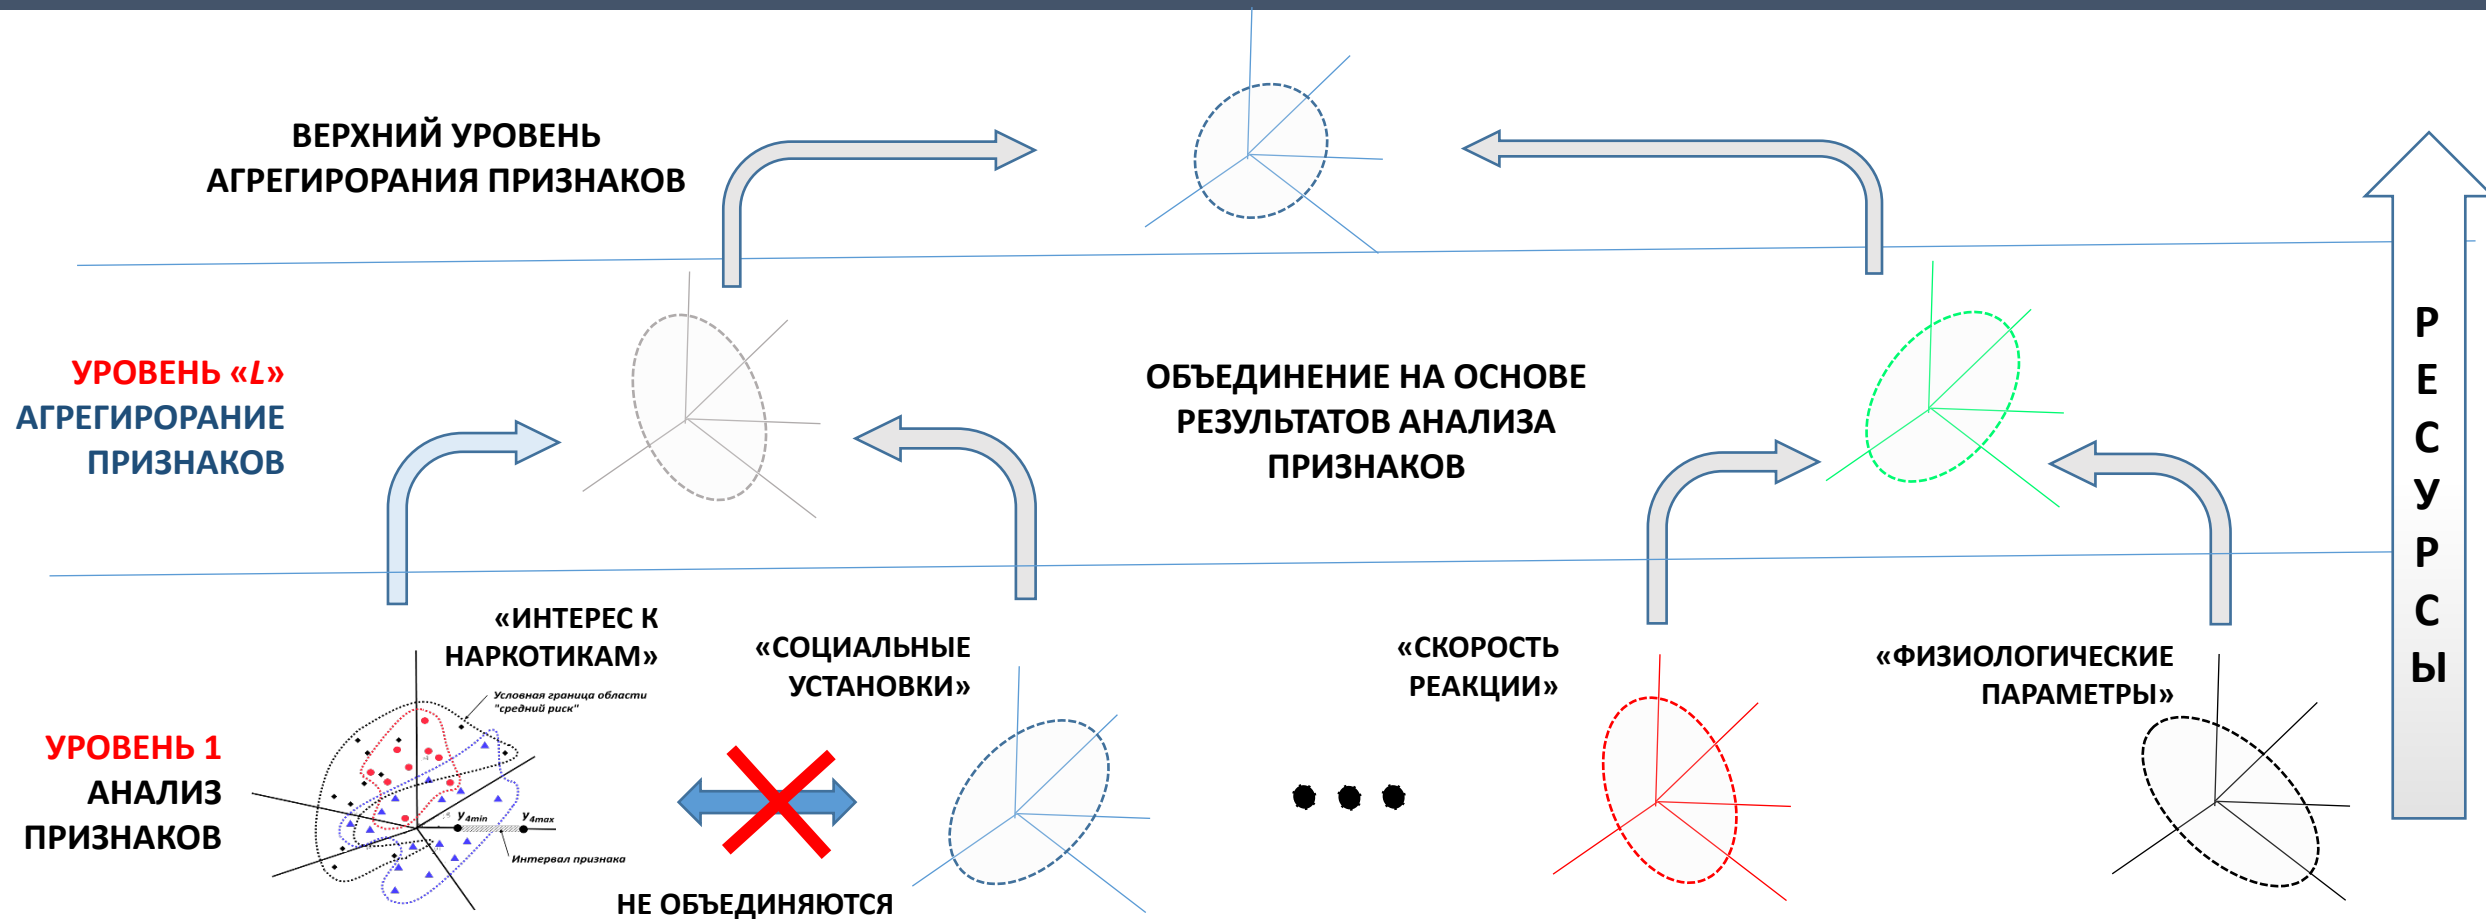 ВЕРХНИЙ УРОВЕНЬ
АГРЕГИРОРАНИЯ ПРИЗНАКОВ
УРОВЕНЬ «L»
АГРЕГИРОРАНИЕ
ПРИЗНАКОВ
ОБЪЕДИНЕНИЕ НА ОСНОВЕ
РЕЗУЛЬТАТОВ АНАЛИЗА
ПРИЗНАКОВ
Р
Е
С
У
Р
С
Ы
«ИНТЕРЕС К
НАРКОТИКАМ»
«СОЦИАЛЬНЫЕ
УСТАНОВКИ»
«СКОРОСТЬ
РЕАКЦИИ»
«ФИЗИОЛОГИЧЕСКИЕ
ПАРАМЕТРЫ»
УРОВЕНЬ 1
АНАЛИЗ
ПРИЗНАКОВ
Условная граница области
"средний риск"
y4min
y4max
Интервал признака
НЕ ОБЪЕДИНЯЮТСЯ